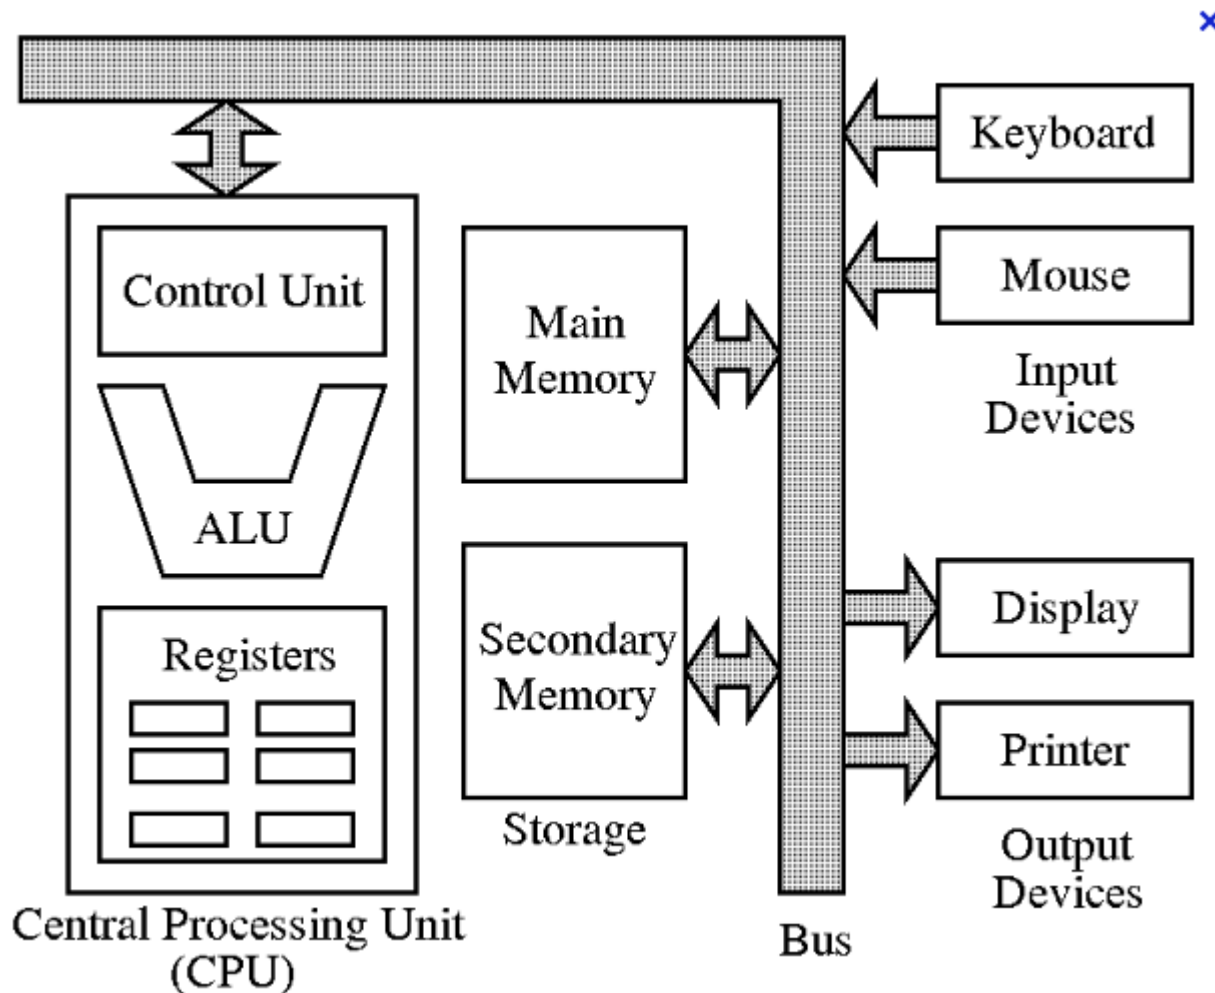 Control Unit
ALU
Registers
Central Processing Unit
(CPU)
Main
Memory
Secondary
Memory
Storage
Bus
Keyboard
Mouse
Input
Devices
Display
Printer
Output
Devices